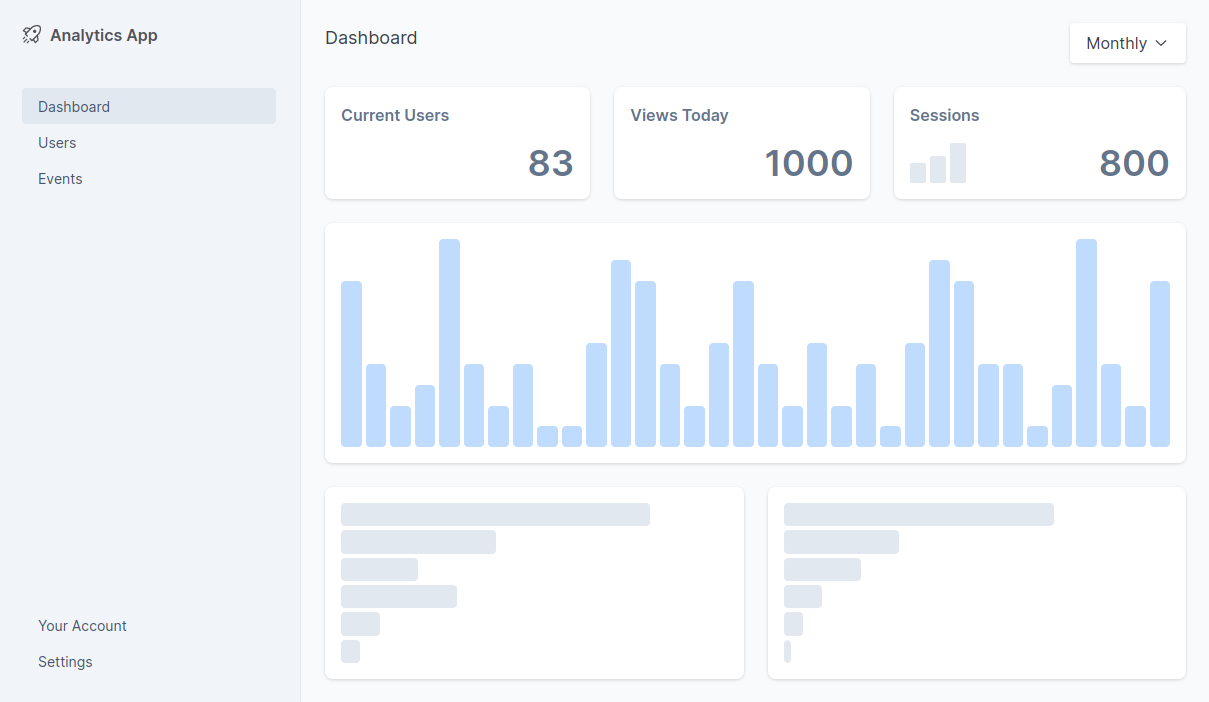 Analytics App
Dashboard
Users
Events
Your Account
Settings
Dashboard
Monthly
Current Users
83
Views Today
1000
Sessions
800